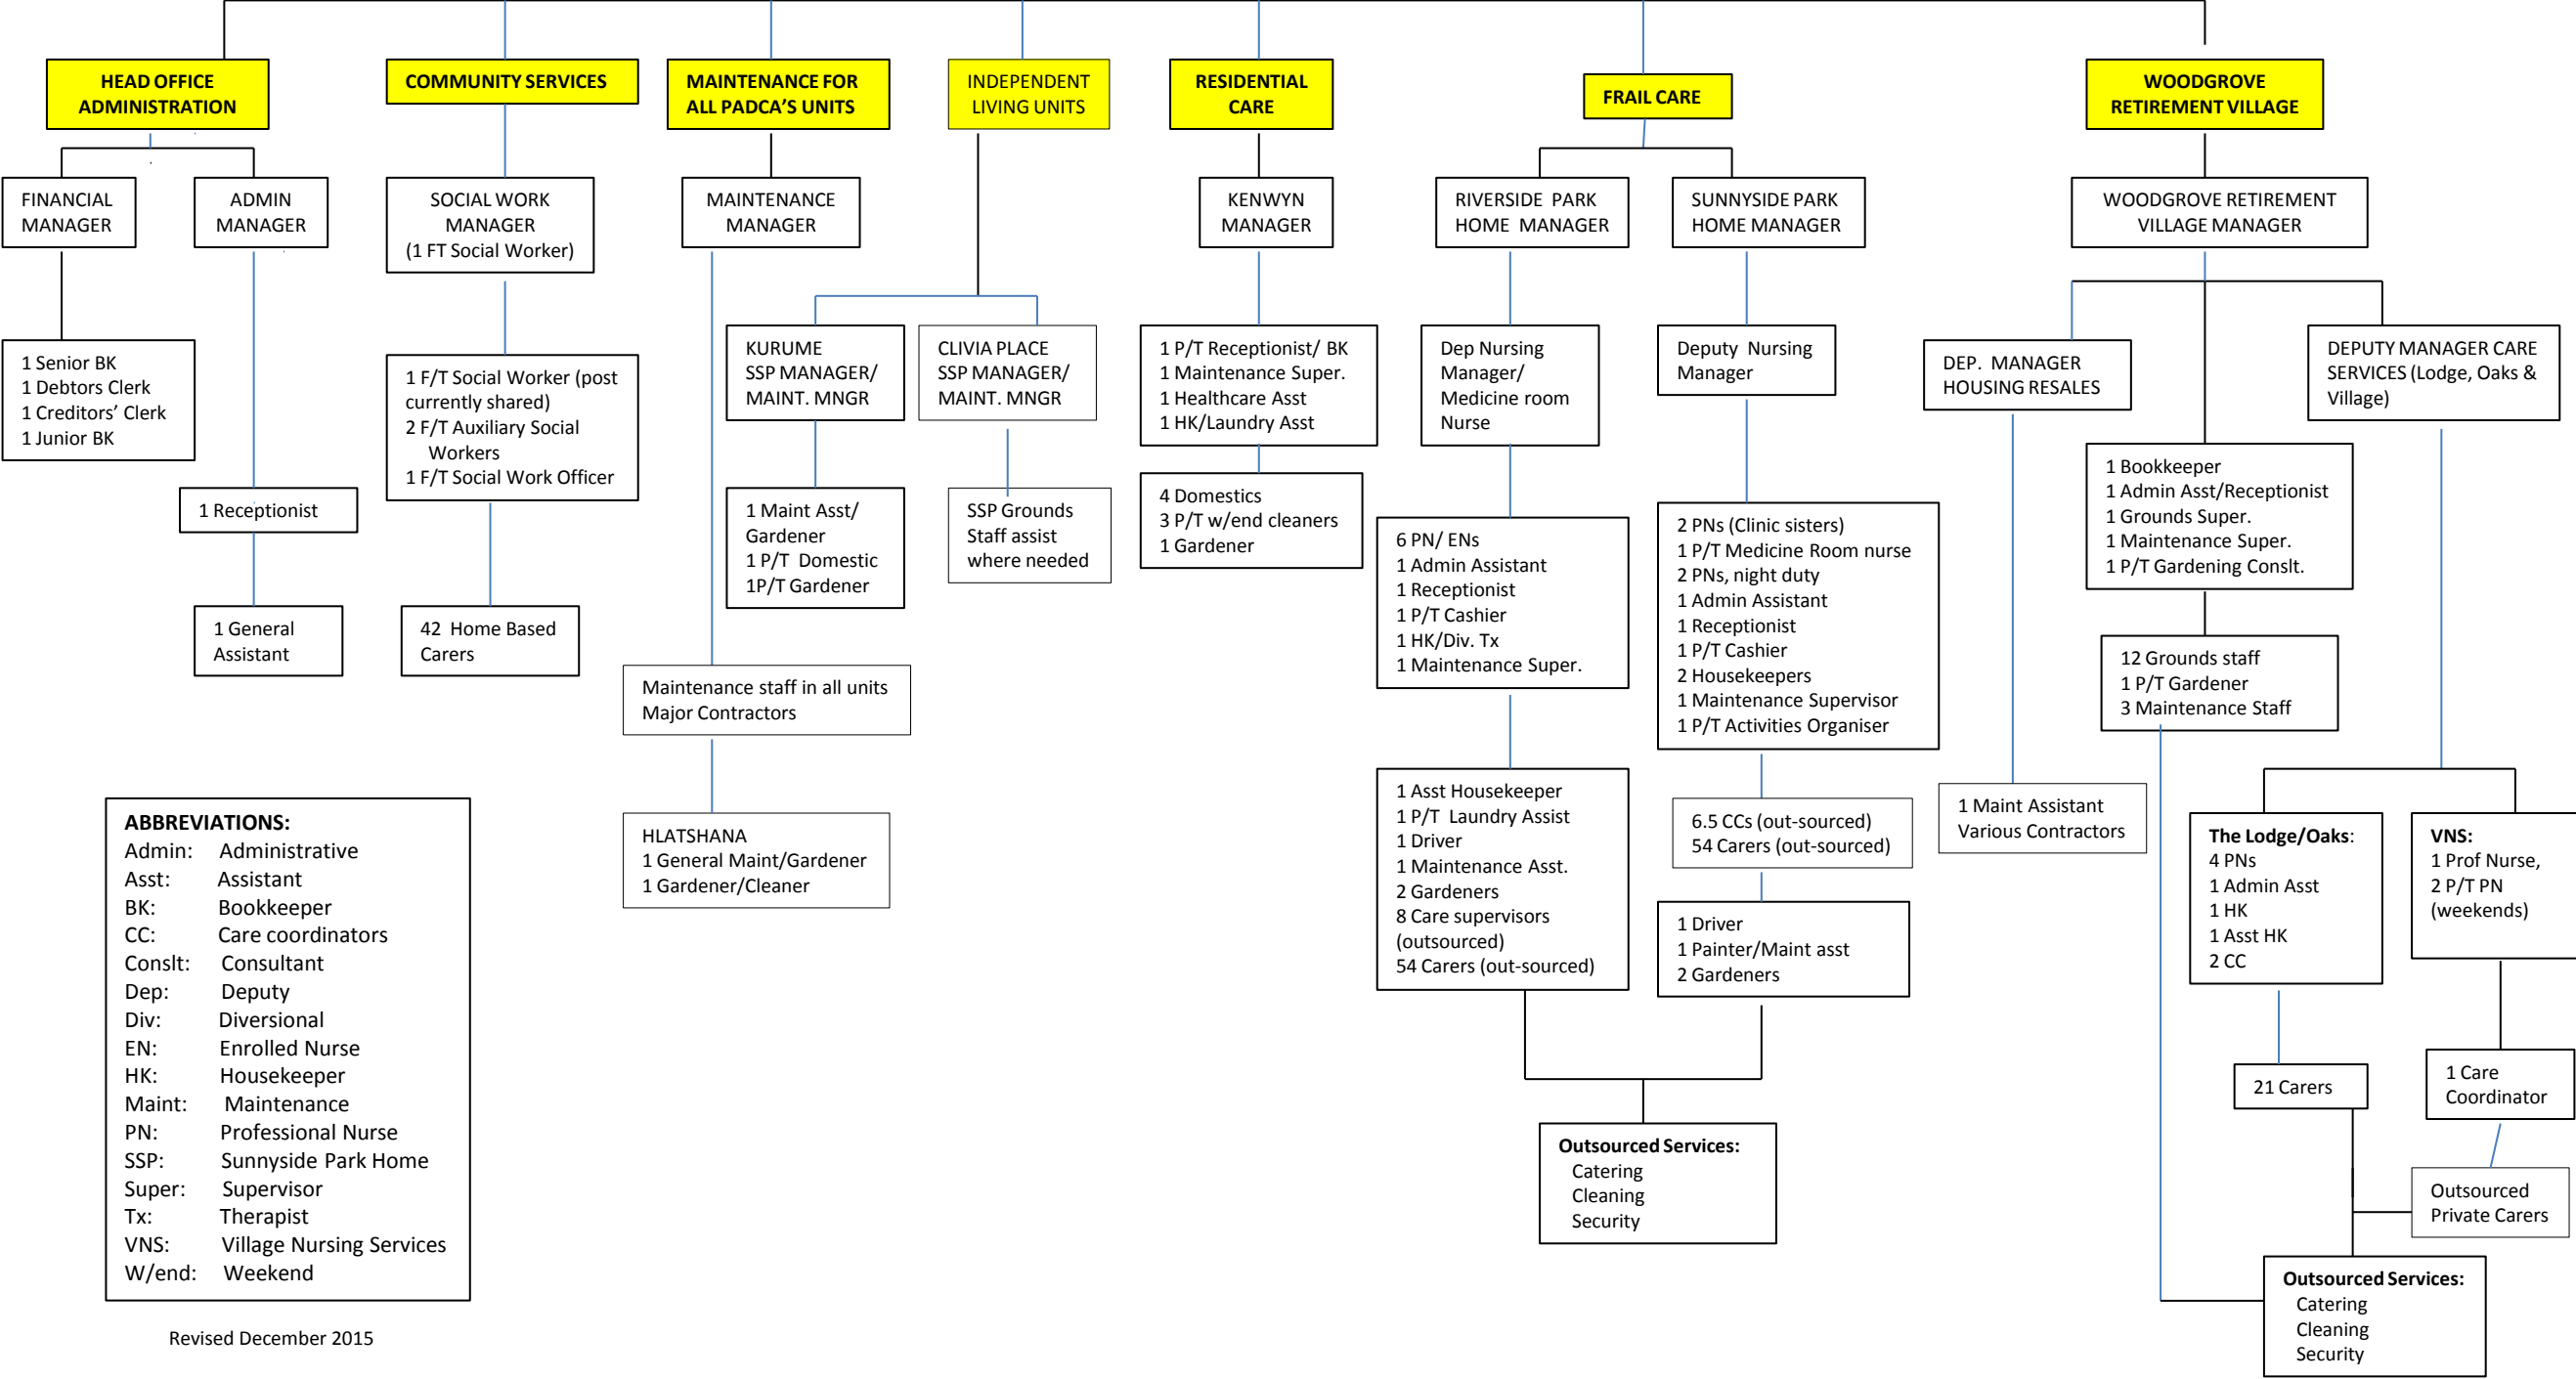 HEAD OFFICE
ADMINISTRATION
COMMUNITY SERVICES
MAINTENANCE FOR
ALL PADCA’S UNITS
INDEPENDENT
LIVING UNITS
RESIDENTIAL
CARE
FRAIL CARE
WOODGROVE
RETIREMENT VILLAGE
FINANCIAL
MANAGER
ADMIN
MANAGER
SOCIAL WORK
MANAGER
(1 FT Social Worker)
MAINTENANCE
MANAGER
KENWYN
MANAGER
RIVERSIDE PARK
HOME MANAGER
SUNNYSIDE PARK
HOME MANAGER
WOODGROVE RETIREMENT
VILLAGE MANAGER
1 Senior BK
1 Debtors Clerk
1 Creditors’ Clerk
1 Junior BK
1 Receptionist
1 General
Assistant
1 F/T Social Worker (post
currently shared)
2 F/T Auxiliary Social
Workers
1 F/T Social Work Officer
42 Home Based
Carers
KURUME
SSP MANAGER/
MAINT. MNGR
CLIVIA PLACE
SSP MANAGER/
MAINT. MNGR
1 Maint Asst/
Gardener
1 P/T Domestic
1P/T Gardener
SSP Grounds
Staff assist
where needed
Maintenance staff in all units
Major Contractors
HLATSHANA
1 General Maint/Gardener
1 Gardener/Cleaner
1 P/T Receptionist/ BK
1 Maintenance Super.
1 Healthcare Asst
1 HK/Laundry Asst
4 Domestics
3 P/T w/end cleaners
1 Gardener
Dep Nursing
Manager/
Medicine room
Nurse
6 PN/ ENs
1 Admin Assistant
1 Receptionist
1 P/T Cashier
1 HK/Div. Tx
1 Maintenance Super.
1 Asst Housekeeper
1 P/T Laundry Assist
1 Driver
1 Maintenance Asst.
2 Gardeners
8 Care supervisors
(outsourced)
54 Carers (out-sourced)
Deputy Nursing
Manager
2 PNs (Clinic sisters)
1 P/T Medicine Room nurse
2 PNs, night duty
1 Admin Assistant
1 Receptionist
1 P/T Cashier
2 Housekeepers
1 Maintenance Supervisor
1 P/T Activities Organiser
6.5 CCs (out-sourced)
54 Carers (out-sourced)
1 Driver
1 Painter/Maint asst
2 Gardeners
Outsourced Services:
Catering
Cleaning
Security
DEP. MANAGER
HOUSING RESALES
1 Maint Assistant
Various Contractors
1 Bookkeeper
1 Admin Asst/Receptionist
1 Grounds Super.
1 Maintenance Super.
1 P/T Gardening Conslt.
12 Grounds staff
1 P/T Gardener
3 Maintenance Staff
DEPUTY MANAGER CARE
SERVICES (Lodge, Oaks &
Village)
The Lodge/Oaks:
4 PNs
1 Admin Asst
1 HK
1 Asst HK
2 CC
21 Carers
VNS:
1 Prof Nurse,
2 P/T PN
(weekends)
1 Care
Coordinator
Outsourced
Private Carers
Outsourced Services:
Catering
Cleaning
Security
ABBREVIATIONS:
Admin: Administrative
Asst: Assistant
BK: Bookkeeper
CC: Care coordinators
Conslt: Consultant
Dep: Deputy
Div: Diversional
EN: Enrolled Nurse
HK: Housekeeper
Maint: Maintenance
PN: Professional Nurse
SSP: Sunnyside Park Home
Super: Supervisor
Tx: Therapist
VNS: Village Nursing Services
W/end: Weekend
Revised December 2015